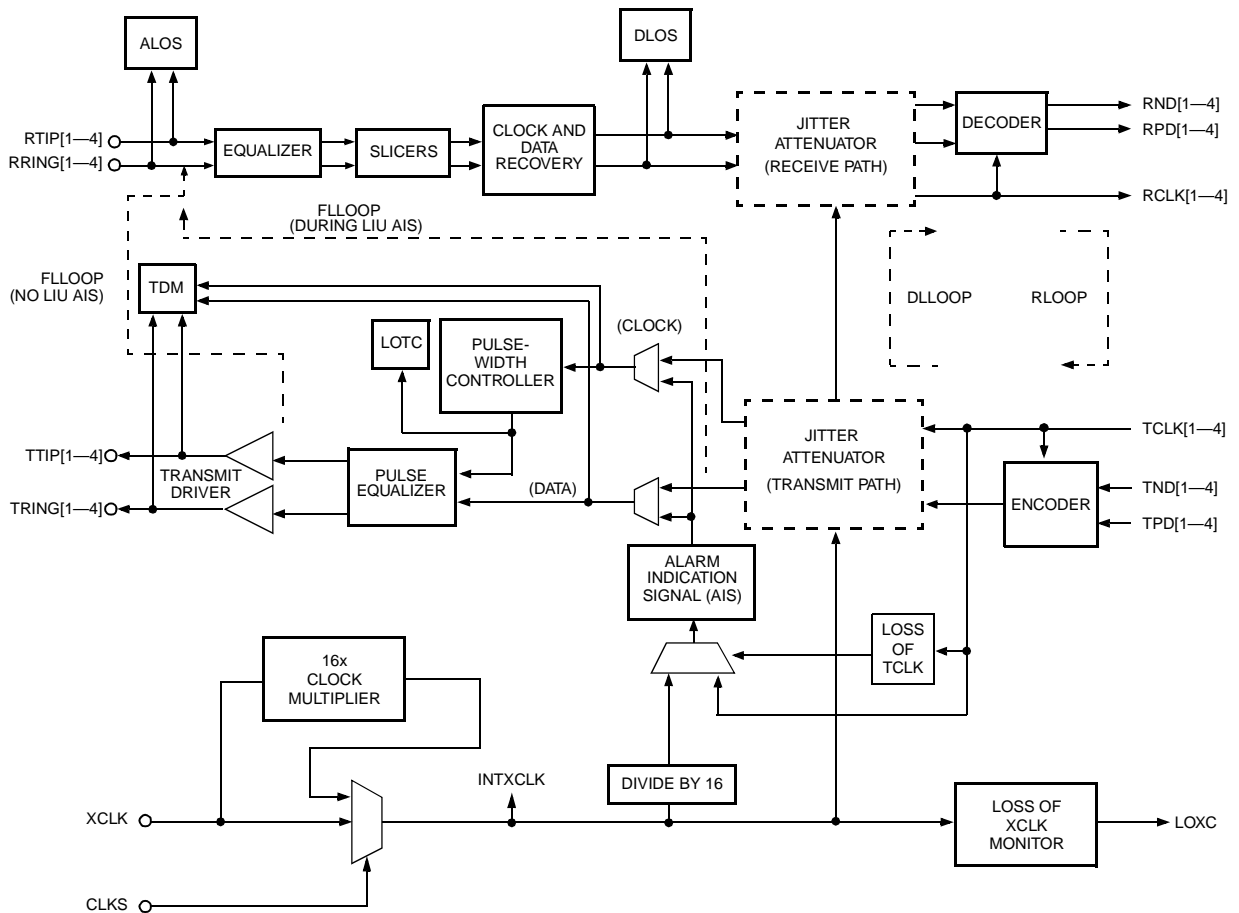 ALOS
DLOS
RTIP[1—4]
RRING[1—4]
EQUALIZER
SLICERS
CLOCK AND
DATA
RECOVERY
JITTER
ATTENUATOR
(RECEIVE PATH)
DECODER
RND[1—4]
RPD[1—4]
RCLK[1—4]
FLLOOP
(DURING LIU AIS)
FLLOOP
(NO LIU AIS)
TDM
DLLOOP
RLOOP
LOTC
PULSE-
WIDTH
CONTROLLER
(CLOCK)
TTIP[1—4]
TRANSMIT
DRIVER
TRING[1—4]
PULSE
EQUALIZER
(DATA)
JITTER
ATTENUATOR
(TRANSMIT PATH)
TCLK[1—4]
ENCODER
TND[1—4]
TPD[1—4]
ALARM
INDICATION
SIGNAL (AIS)
LOSS
OF
TCLK
16x
CLOCK
MULTIPLIER
DIVIDE BY 16
INTXCLK
XCLK
LOSS OF
XCLK
MONITOR
LOXC
CLKS